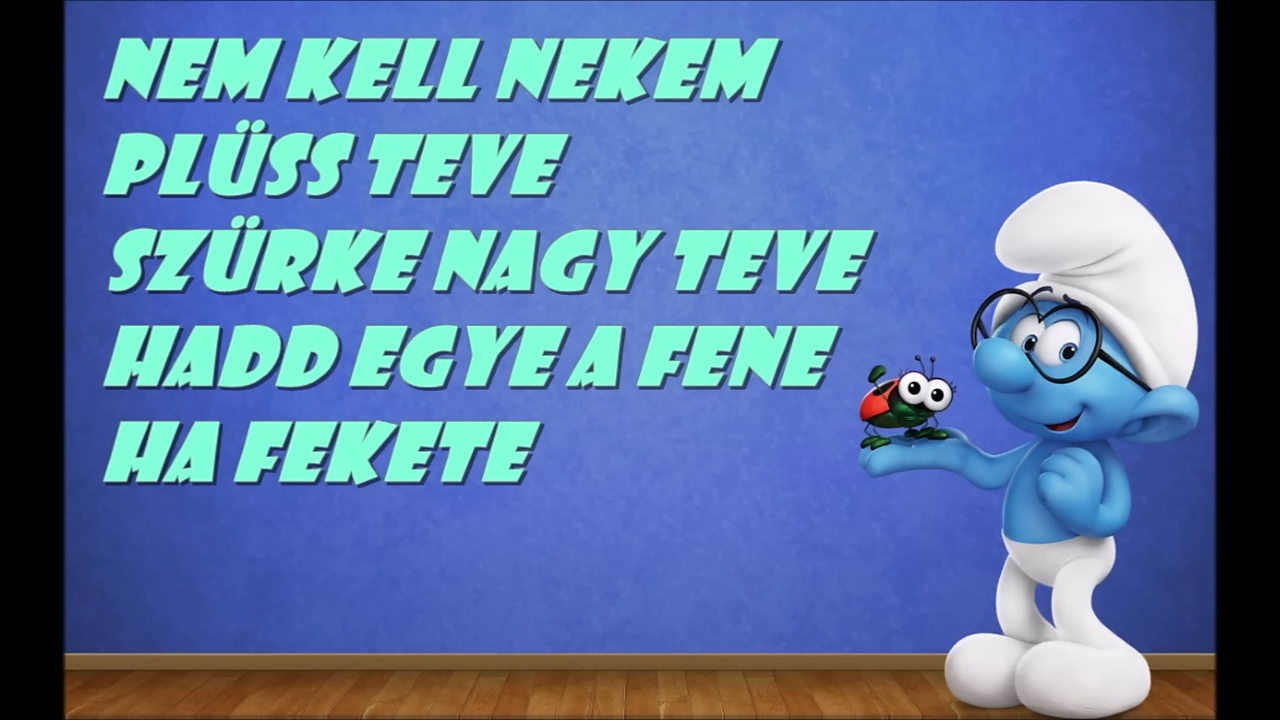 NEM KELL NEKEM
PLÜSS TEVE
SZÜRKE NAGY TEVE
HADD EGYE A FENE
HA FEKETE